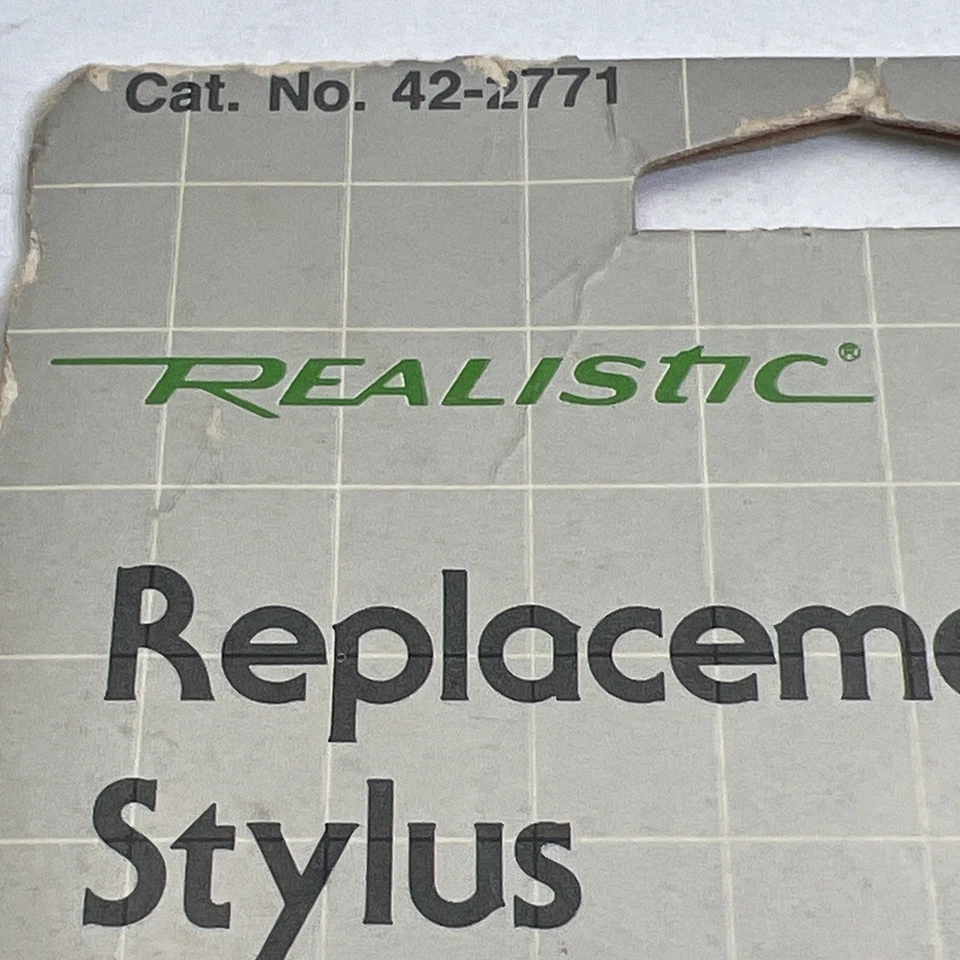 Cat. No. 42-2771
REALISTIC®
Replaceme
Stylus